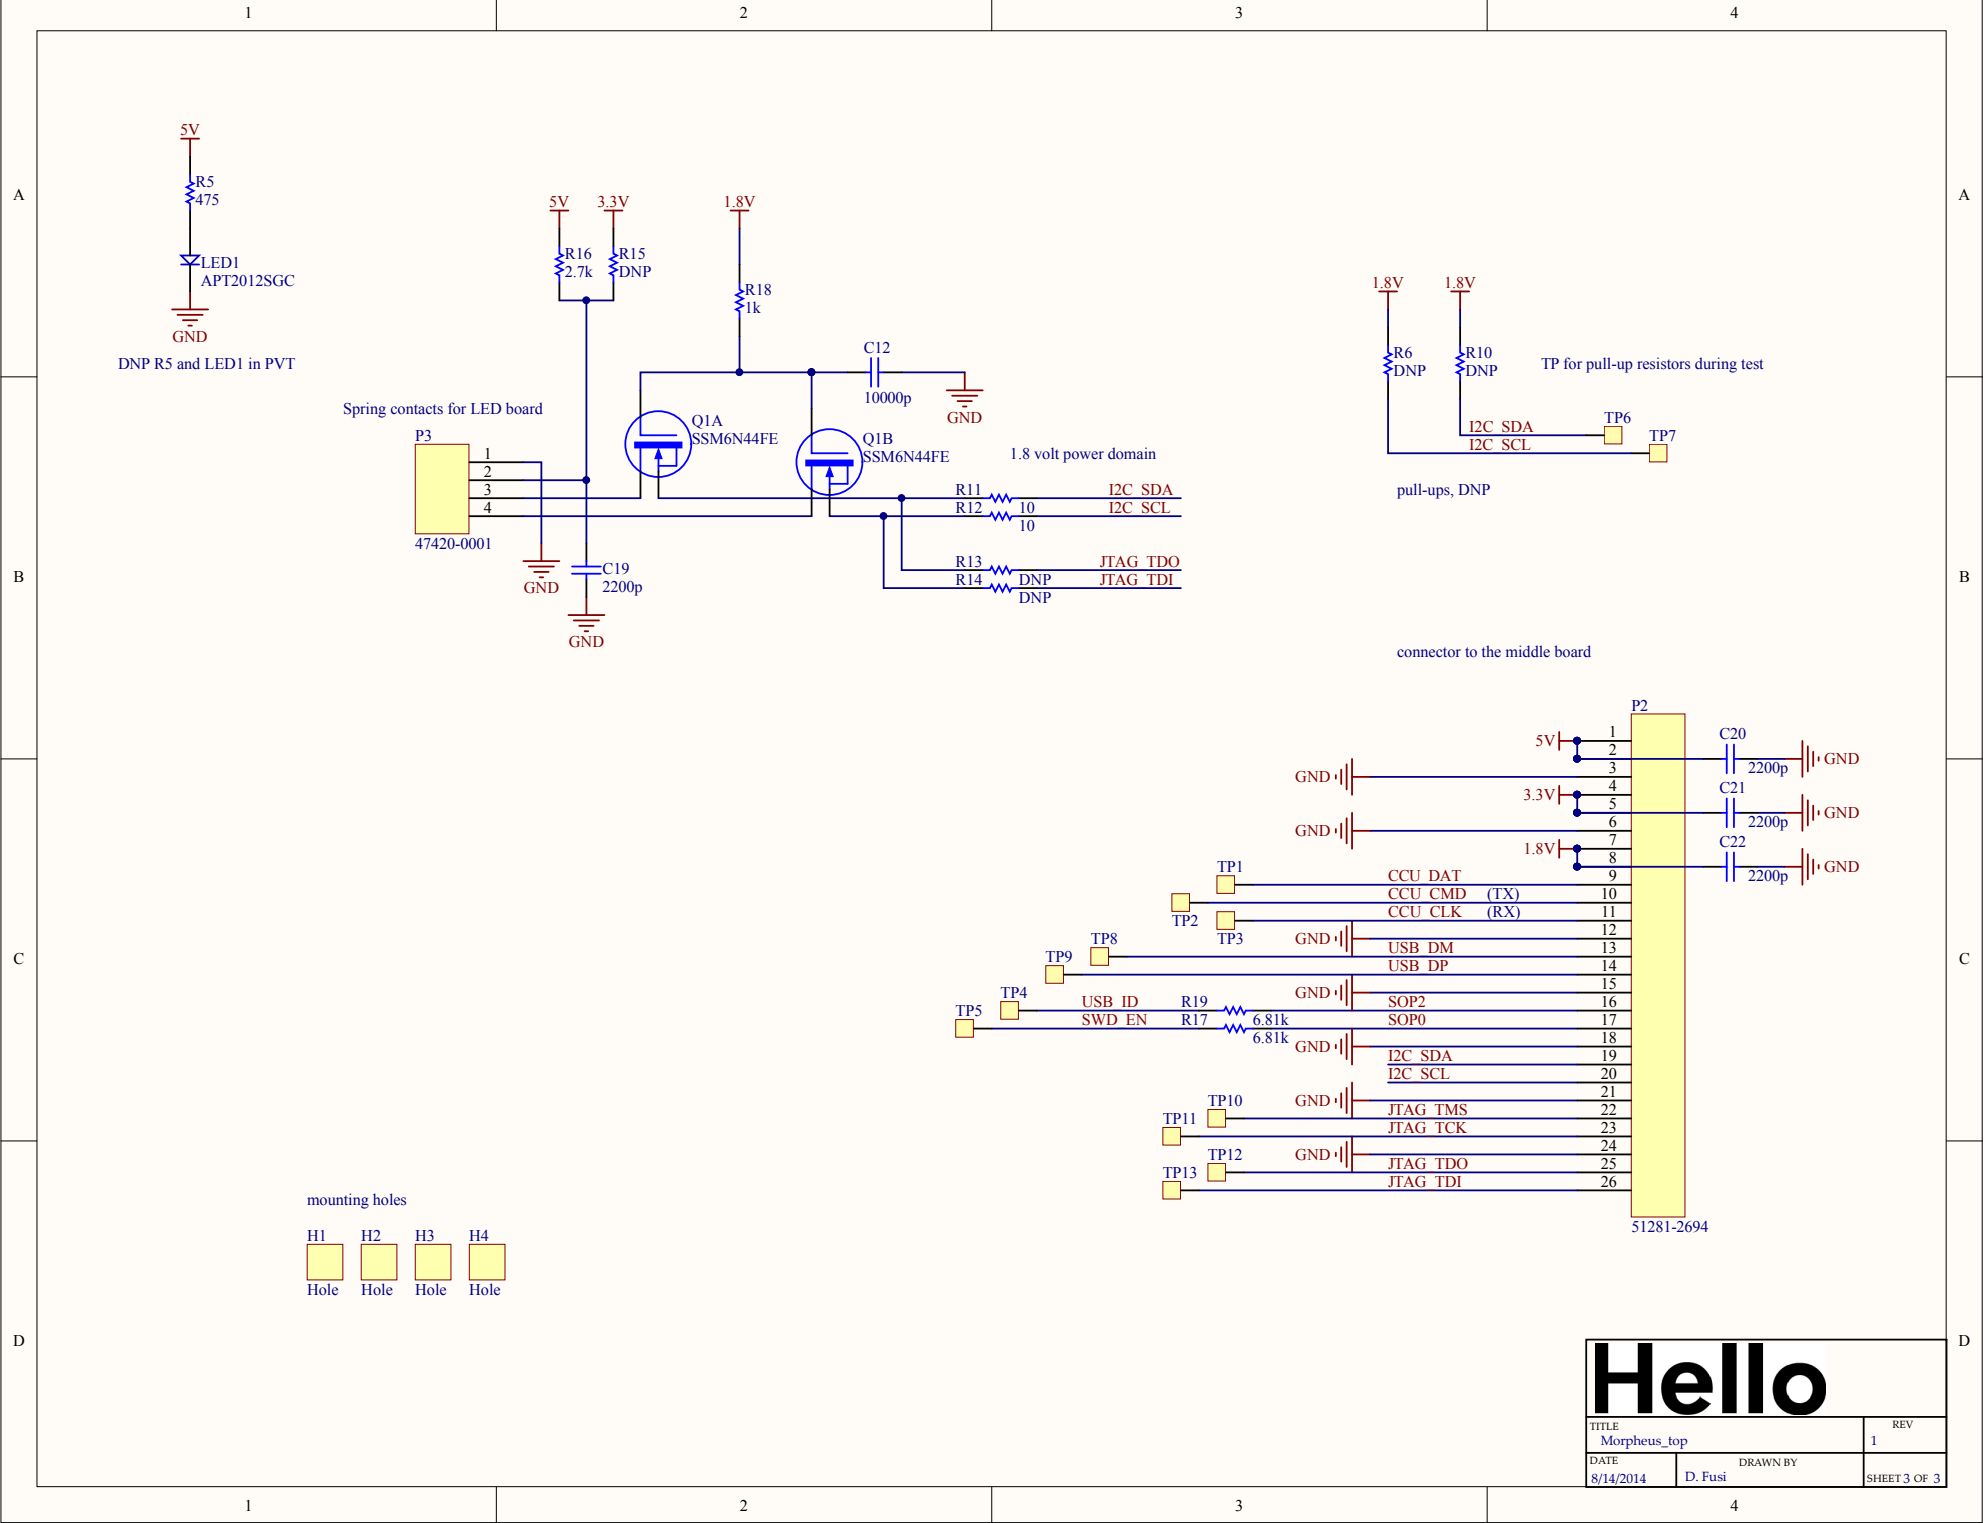 1 2 3 4
A A
B B
C C
D D
1 2 3 4
5V
R5
475
LED1
APT2012SGC
GND
DNP R5 and LED1 in PVT
5V 3.3V 1.8V
R16 R15
2.7k DNP
R18
1k
C12
10000p
GND
Spring contacts for LED board
P3
1
2
3
4
47420-0001
Q1A
SSM6N44FE
Q1B
SSM6N44FE
1.8 volt power domain
R11 I2C_SDA
R12 10 I2C_SCL
10
R13 JTAG_TDO
R14 DNP JTAG_TDI
DNP
GND
C19
2200p
GND
1.8V 1.8V
R6 R10
DNP DNP
TP for pull-up resistors during test
I2C_SDA TP6
I2C_SCL TP7
pull-ups, DNP
connector to the middle board
P2
5V 1 C20
2 2200p GND
GND 3
3.3V 4 C21
5 2200p GND
GND 6
1.8V 7 C22
8 2200p GND
TP1 CCU_DAT 9
TP2 CCU_CMD (TX) 10
TP3 CCU_CLK (RX) 11
GND 12
TP8 USB_DM 13
TP9 USB_DP 14
GND 15
TP4 USB_ID R19 6.81k SOP2 16
TP5 SWD_EN R17 6.81k SOP0 17
GND 18
I2C_SDA 19
I2C_SCL 20
GND 21
TP10 JTAG_TMS 22
TP11 JTAG_TCK 23
GND 24
TP12 JTAG_TDO 25
TP13 JTAG_TDI 26
51281-2694
mounting holes
H1 H2 H3 H4
Hole Hole Hole Hole
Hello
TITLE REV
Morpheus_top 1
DATE DRAWN BY
8/14/2014 D. Fusi SHEET 3 OF 3